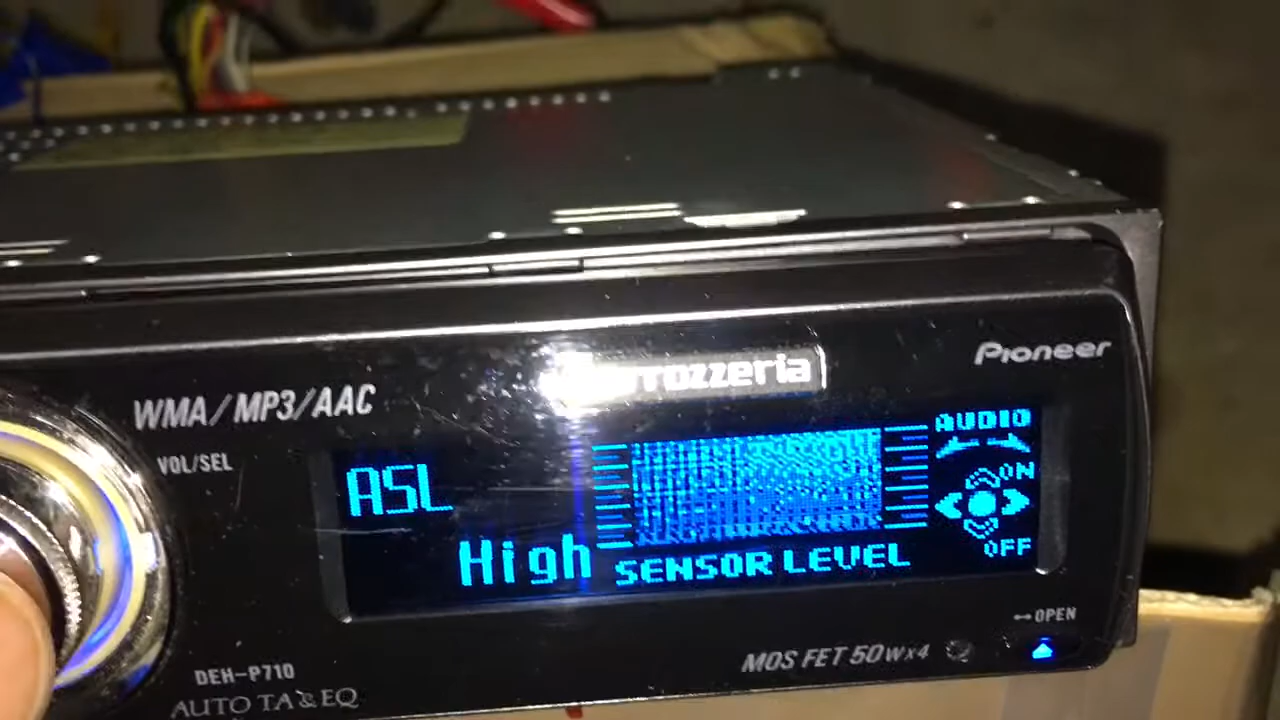 Pioneer
carrozzeria
WMA/MP3/AAC
VOL/SEL
AUDIO
ASL
ON
High
SENSOR LEVEL
OFF
OPEN
DEH-P710
MOS FET 50W×4
AUTO TA & EQ